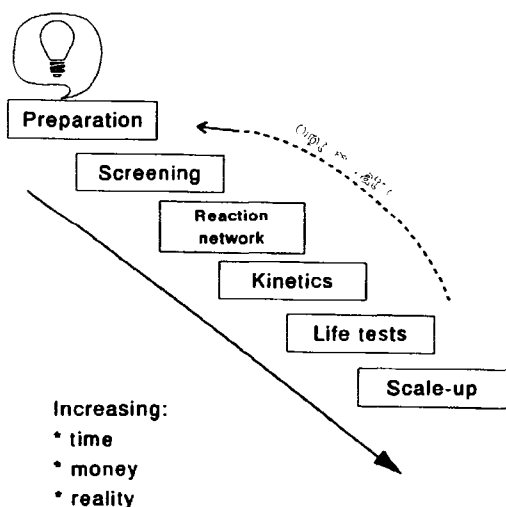 Preparation
Screening
Reaction
network
Kinetics
Life tests
Scale-up
Increasing:
* time
* money
* reality